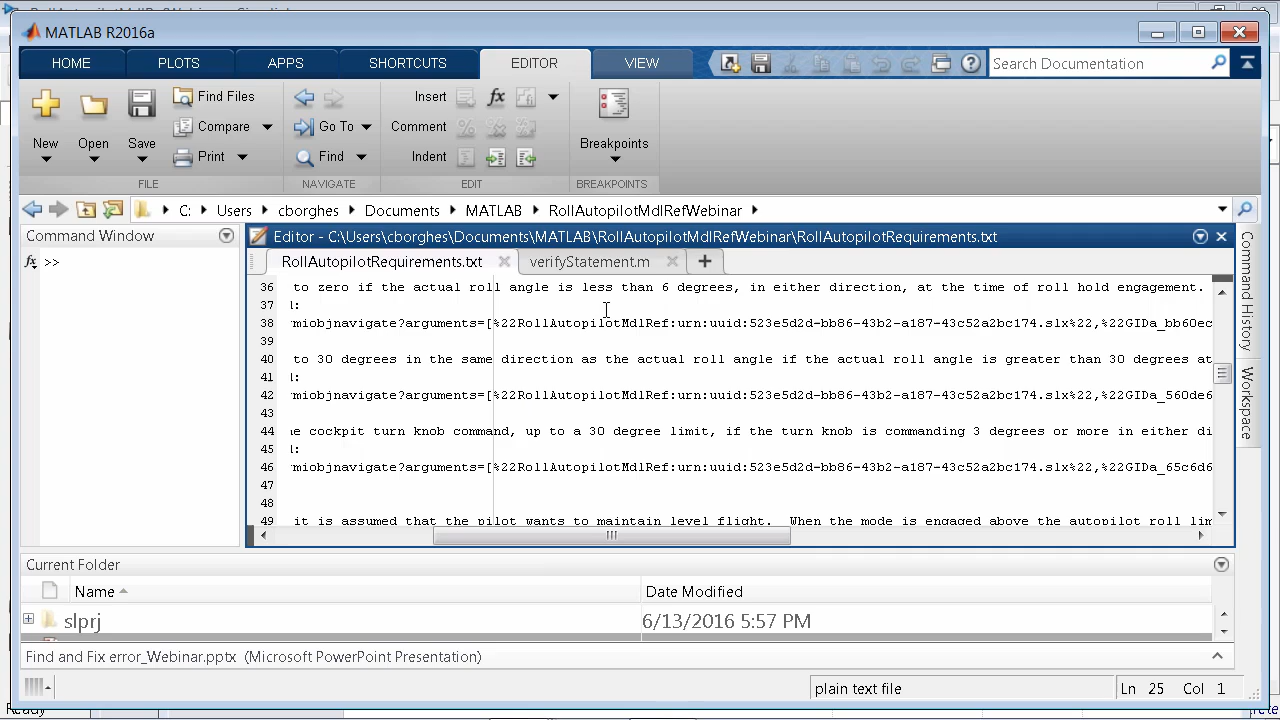 MATLAB R2016a
HOME PLOTS APPS SHORTCUTS EDITOR VIEW Search Documentation
Find Files Insert fx
New Open Save Compare Go To Comment Breakpoints
Print Find Indent
FILE NAVIGATE EDIT BREAKPOINTS
C: Users cborghes Documents MATLAB RollAutopilotMdlRefWebinar
Command Window
Editor - C:\Users\cborghes\Documents\MATLAB\RollAutopilotMdlRefWebinar\RollAutopilotRequirements.txt
fx >>
RollAutopilotRequirements.txt verifyStatement.m +
36 to zero if the actual roll angle is less than 6 degrees, in either direction, at the time of roll hold engagement.
37 l:
38 miobjnavigate?arguments=[%22RollAutopilotMdlRef:urn:uuid:523e5d2d-bb86-43b2-a187-43c52a2bc174.slx%22,%22GIDa_bb60ec
39
40 to 30 degrees in the same direction as the actual roll angle if the actual roll angle is greater than 30 degrees at
41 l:
42 miobjnavigate?arguments=[%22RollAutopilotMdlRef:urn:uuid:523e5d2d-bb86-43b2-a187-43c52a2bc174.slx%22,%22GIDa_560de6
43
44 he cockpit turn knob command, up to a 30 degree limit, if the turn knob is commanding 3 degrees or more in either di
45 l:
46 miobjnavigate?arguments=[%22RollAutopilotMdlRef:urn:uuid:523e5d2d-bb86-43b2-a187-43c52a2bc174.slx%22,%22GIDa_65c6d6
47
48
49 it is assumed that the pilot wants to maintain level flight. When the mode is engaged above the autopilot roll lim
Command History
Workspace
Current Folder
Name Date Modified
slprj 6/13/2016 5:57 PM
Find and Fix error_Webinar.pptx (Microsoft PowerPoint Presentation)
plain text file Ln 25 Col 1
Ready